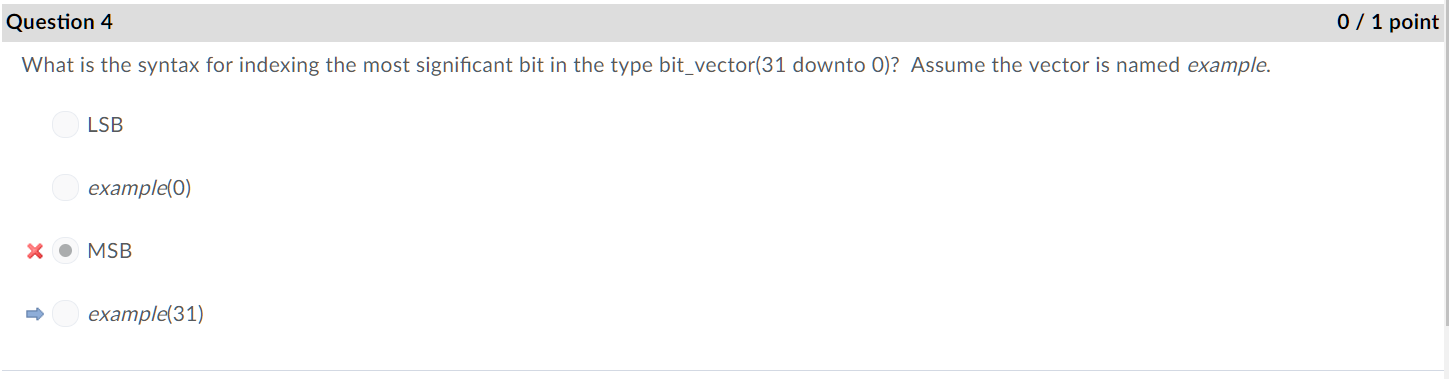 Question 4 0 / 1 point
What is the syntax for indexing the most significant bit in the type bit_vector(31 downto 0)? Assume the vector is named example.
LSB
example(0)
MSB
example(31)